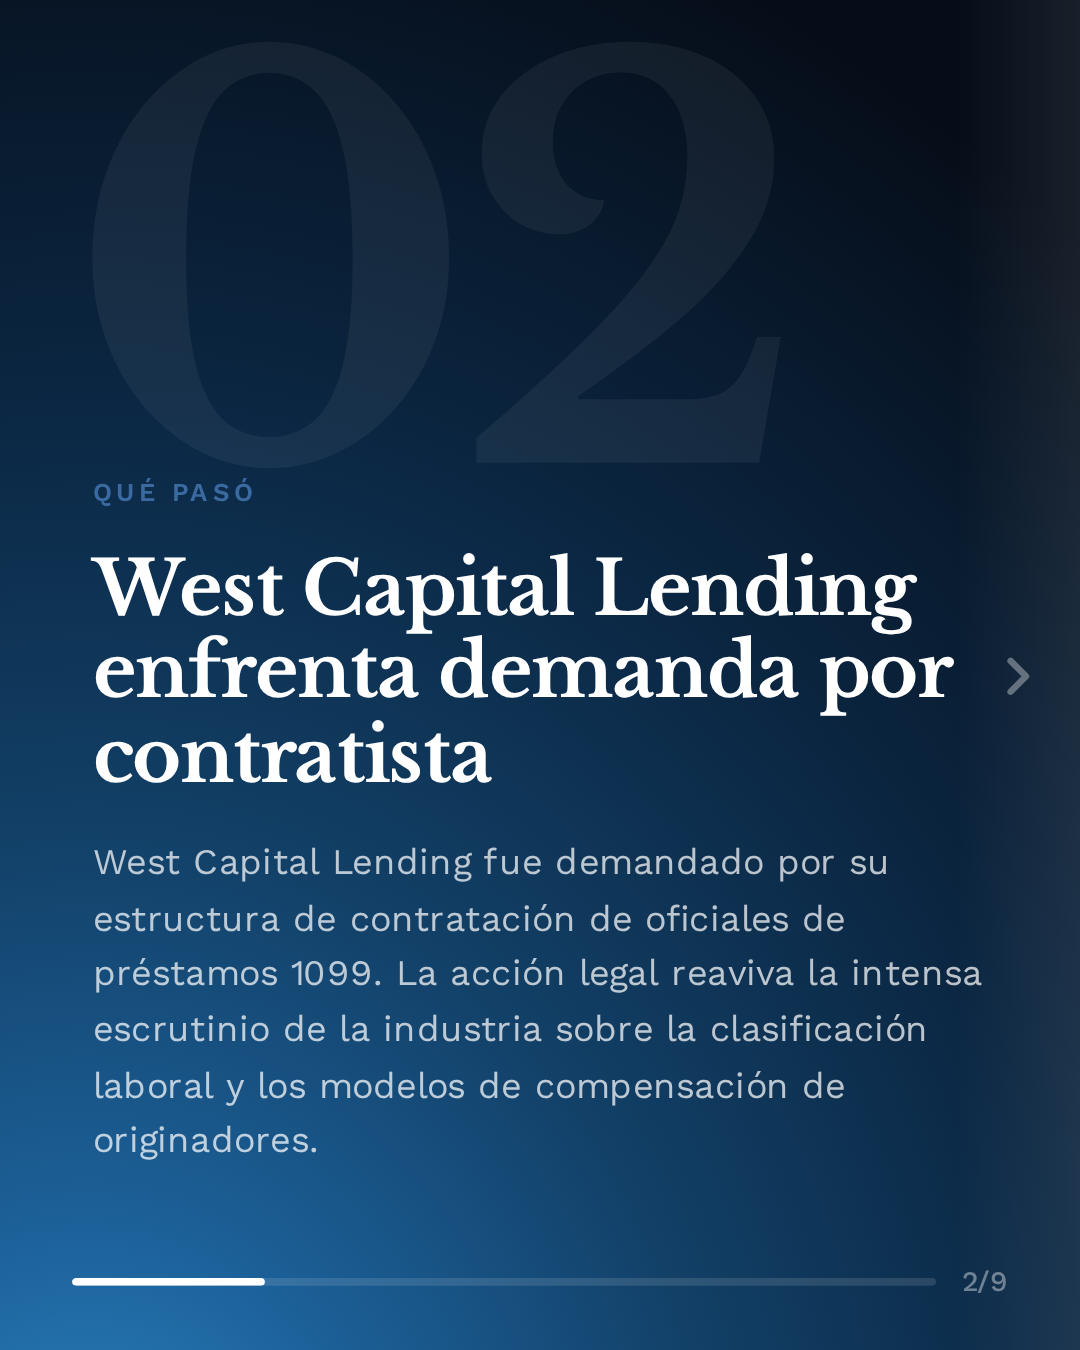 02
QUÉ PASÓ
West Capital Lending
enfrenta demanda por
contratista
West Capital Lending fue demandado por su
estructura de contratación de oficiales de
préstamos 1099. La acción legal reaviva la intensa
escrutinio de la industria sobre la clasificación
laboral y los modelos de compensación de
originadores.
2/9